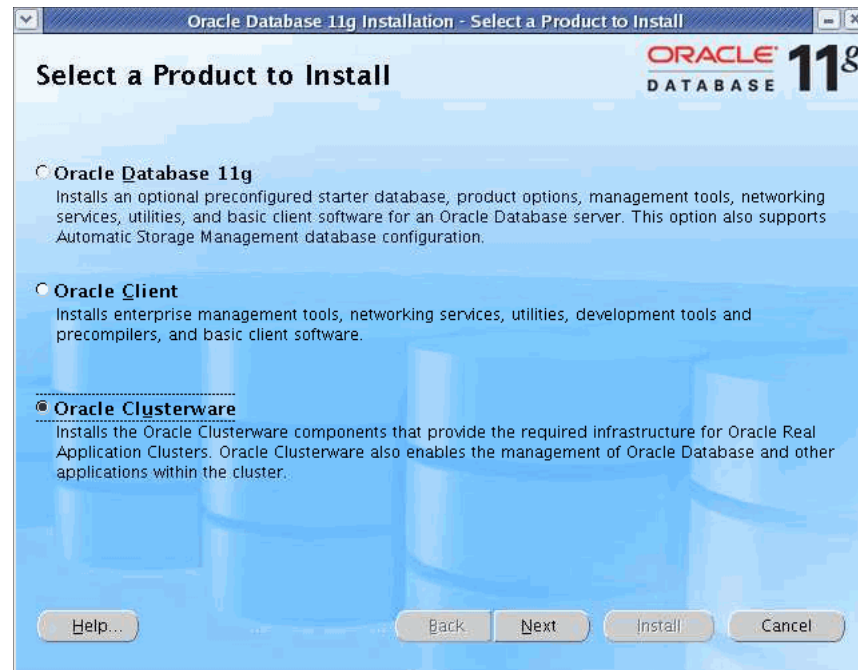 Oracle Database 11g Installation - Select a Product to Install
Select a Product to Install
ORACLE
DATABASE
11g
Oracle Database 11g
Installs an optional preconfigured starter database, product options, management tools, networking
services, utilities, and basic client software for an Oracle Database server. This option also supports
Automatic Storage Management database configuration.
Oracle Client
Installs enterprise management tools, networking services, utilities, development tools and
precompilers, and basic client software.
Oracle Clusterware
Installs the Oracle Clusterware components that provide the required infrastructure for Oracle Real
Application Clusters. Oracle Clusterware also enables the management of Oracle Database and other
applications within the cluster.
Help...
Back
Next
Install
Cancel